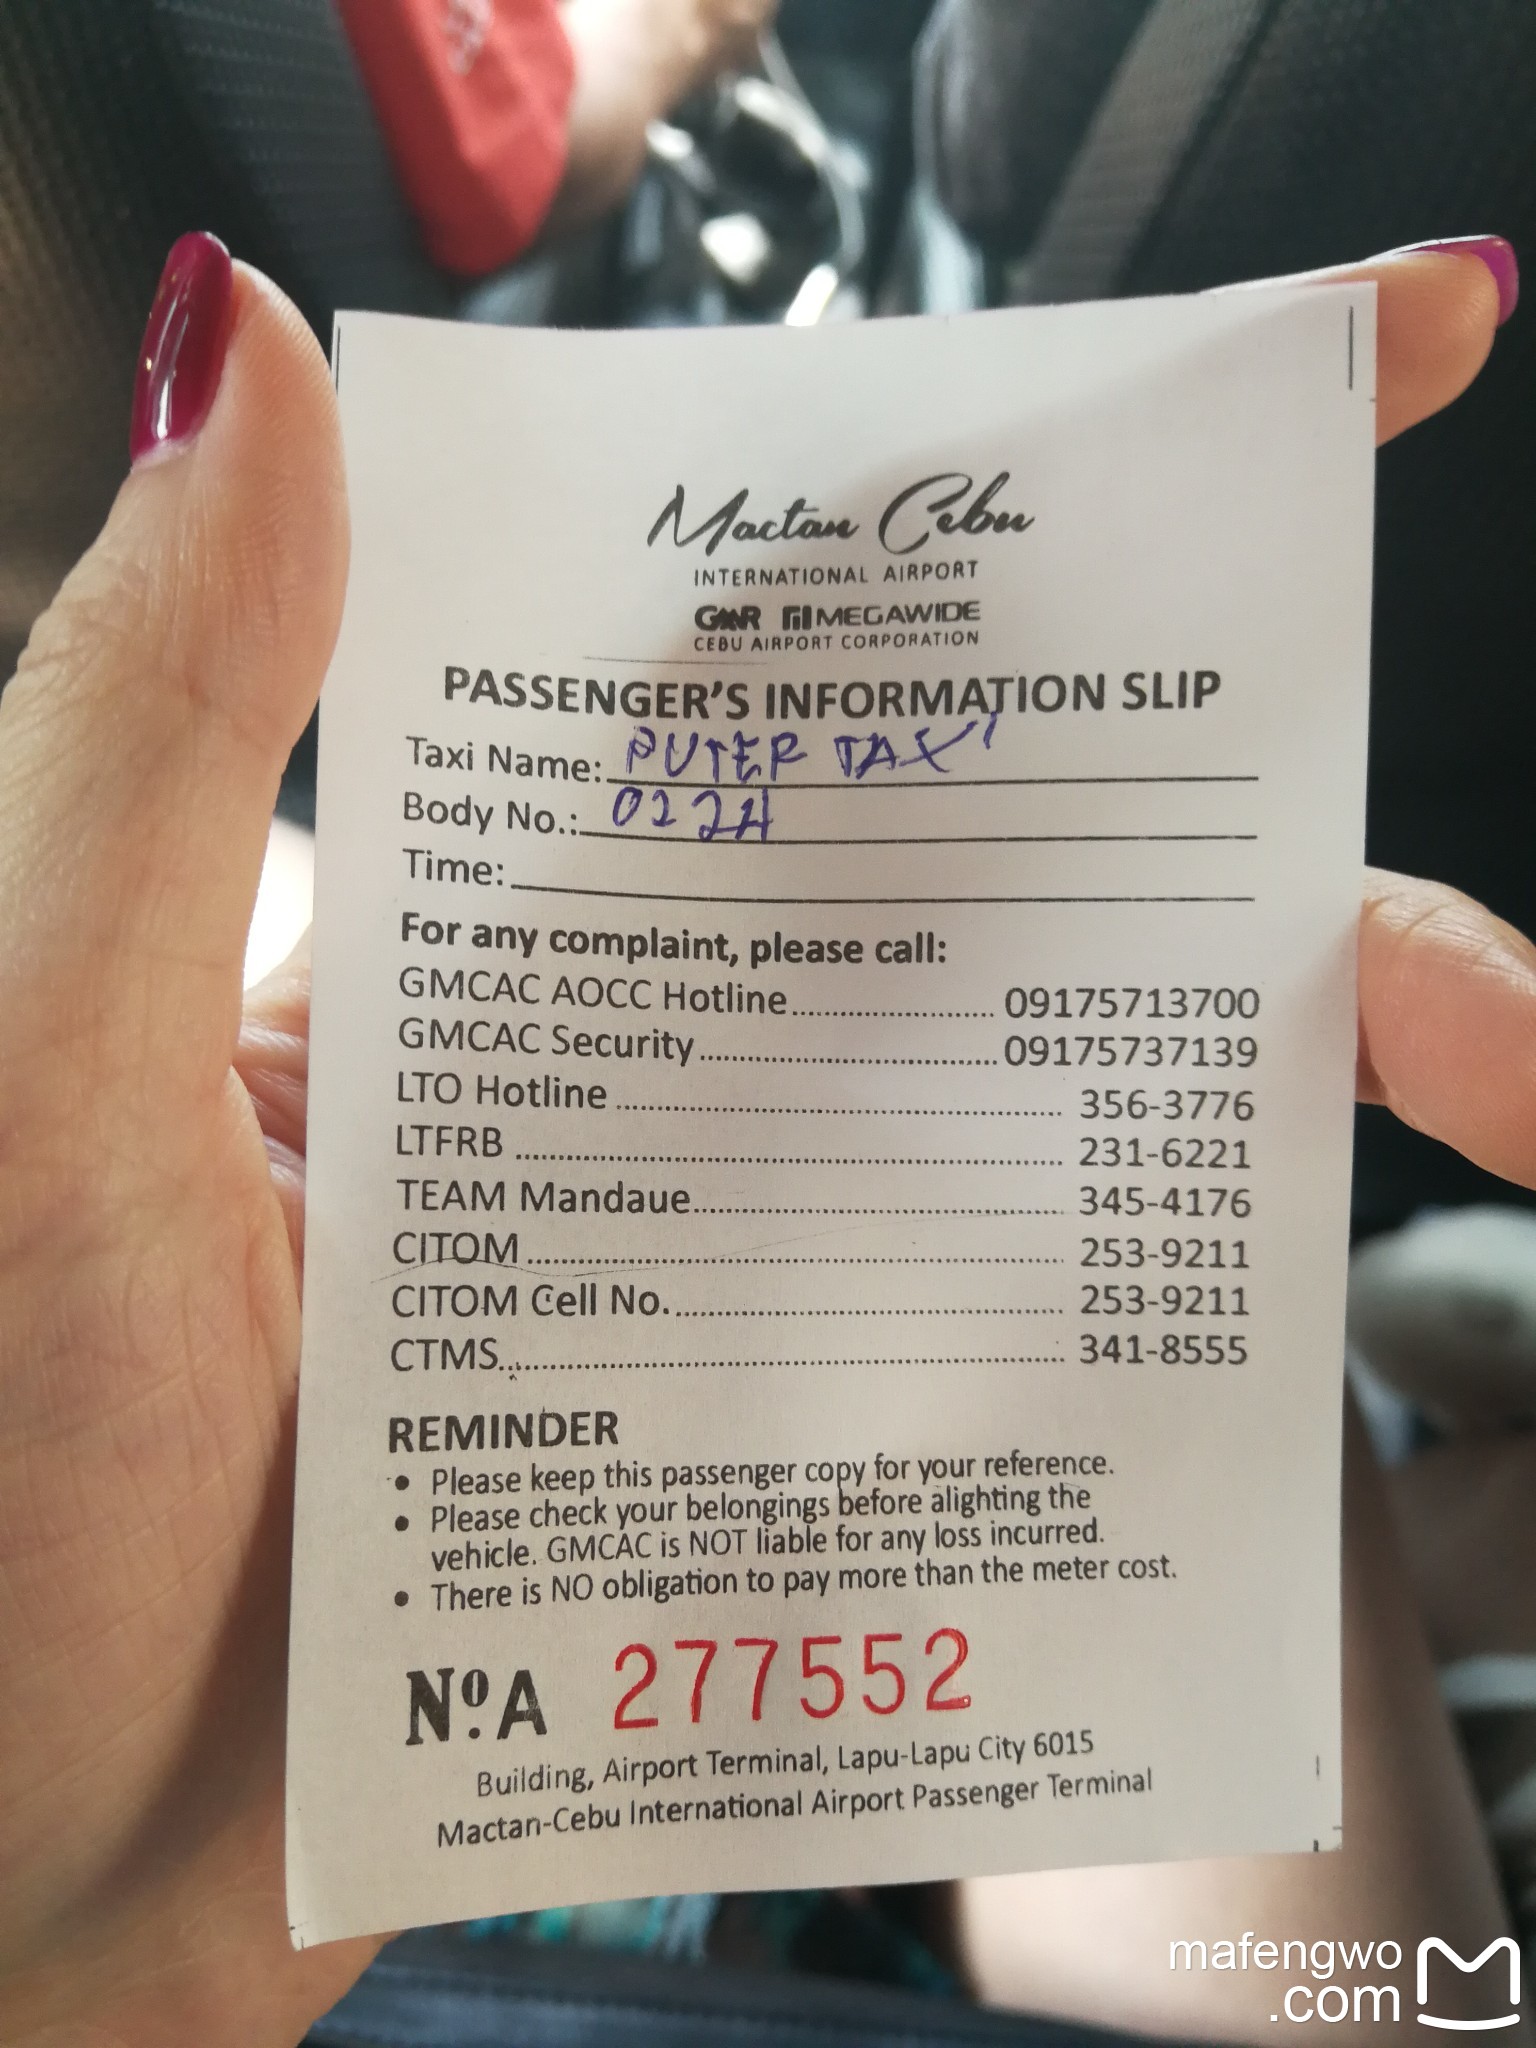 Mactan Cebu
INTERNATIONAL AIRPORT
GMR MEGAWIDE
CEBU AIRPORT CORPORATION
PASSENGER'S INFORMATION SLIP
Taxi Name: PUTER TAXI
Body No.: 0224
Time:
For any complaint, please call:
GMCAC AOCC Hotline.......................... 09175713700
GMCAC Security.......................................09175737139
LTO Hotline ......................................................... 356-3776
LTFRB ...................................................................... 231-6221
TEAM Mandaue................................................ 345-4176
CITOM ..................................................................... 253-9211
CITOM Cell No................................................... 253-9211
CTMS......................................................................... 341-8555
REMINDER
• Please keep this passenger copy for your reference.
• Please check your belongings before alighting the
vehicle. GMCAC is NOT liable for any loss incurred.
• There is NO obligation to pay more than the meter cost.
Nº.A 277552
Building, Airport Terminal, Lapu-Lapu City 6015
Mactan-Cebu International Airport Passenger Terminal
mafengwo
.com